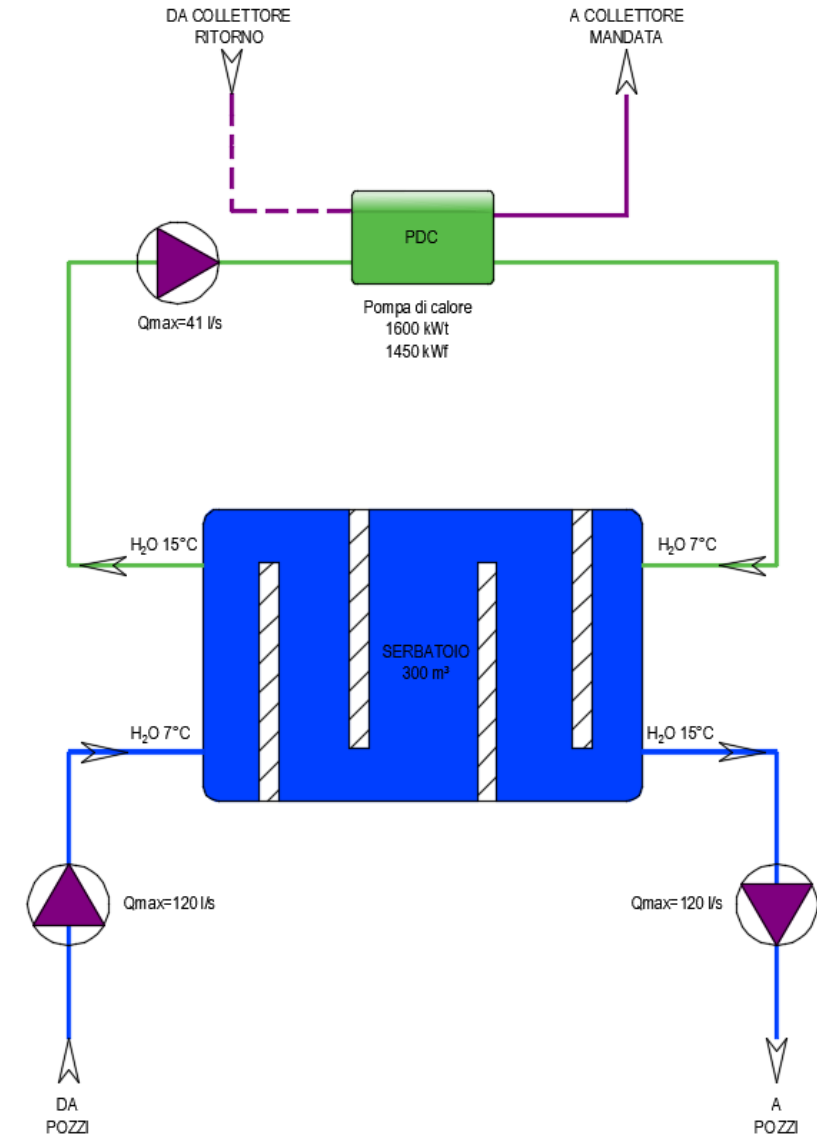 DA COLLETTORE
RITORNO
A COLLETTORE
MANDATA
PDC
Qmax=41 l/s
Pompa di calore
1600 kWt
1450 kWf
H₂O 15°C
H₂O 7°C
SERBATOIO
300 m³
H₂O 7°C
H₂O 15°C
Qmax=120 l/s
Qmax=120 l/s
DA
POZZI
A
POZZI